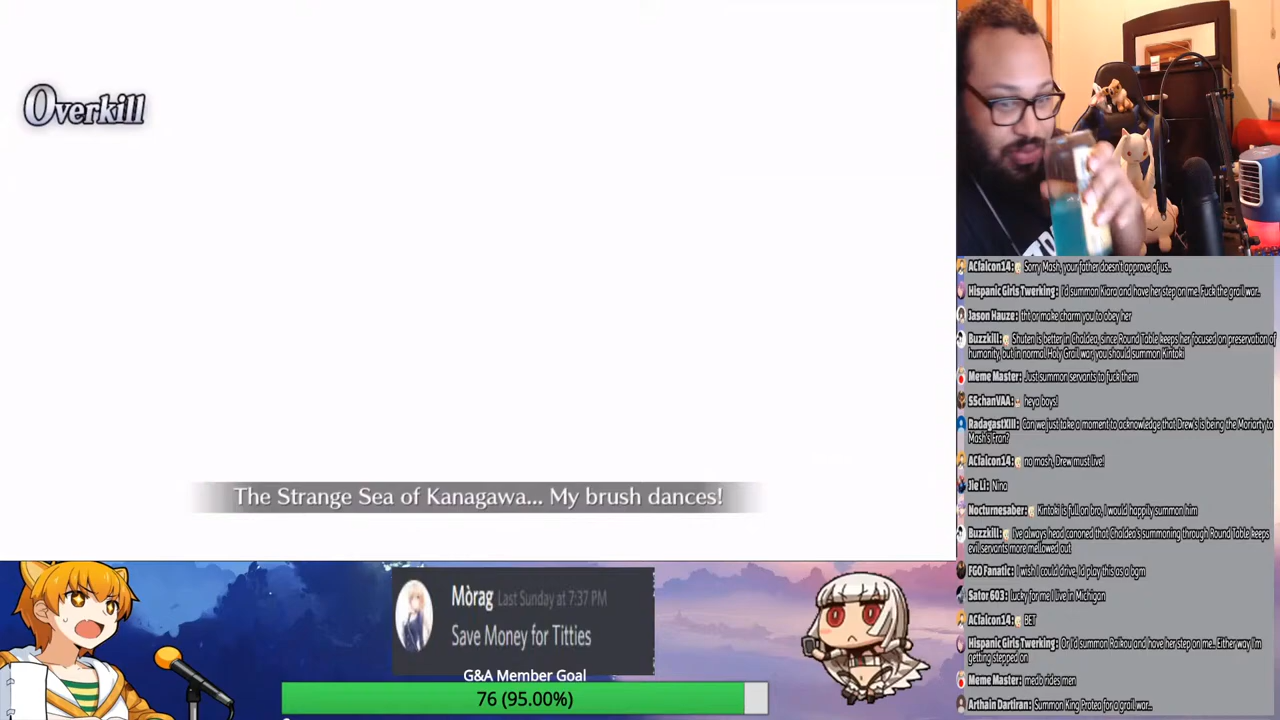 Overkill
The Strange Sea of Kanagawa... My brush dances!
ACfalcon14: Sorry Mash, your father doesn't approve of us..
Hispanic Girls Twerking: I'd summon Kiara and have her step on me. Fuck the grail war..
Jason Hauze: tht or make charm you to obey her
Buzzkill: Shuten is better in Chaldea, since Round Table keeps her focused on preservation of
humanity, but in normal Holy Grail war, you should summon Kintoki
Meme Master: Just summon servants to fuck them
SSchanVAA: heya boys!
RadagastXIII: Can we just take a moment to acknowledge that Drew's is being the Moriarty to
Mash's Fran?
ACfalcon14: no mash, Drew must live!
Jie Li: Nina
Nocturnesaber: Kintoki is full on bro, I would happily summon him
Buzzkill: I've always head canoned that Chaldea's summoning through Round Table keeps
evil servants more mellowed out
FGO Fanatic: I wish I could drive, Id play this as a bgm
Sator 603: lucky for me I live in Michigan
ACfalcon14: BET
Hispanic Girls Twerking: Or I'd summon Raikou and have her step on me.. Either way I'm
getting stepped on
Meme Master: medb rides men
Arthain Dartiran: Summon King Protea for a grail war..
Mòrag Last Sunday at 7:37 PM
Save Money for Titties
G&A Member Goal
76 (95.00%)